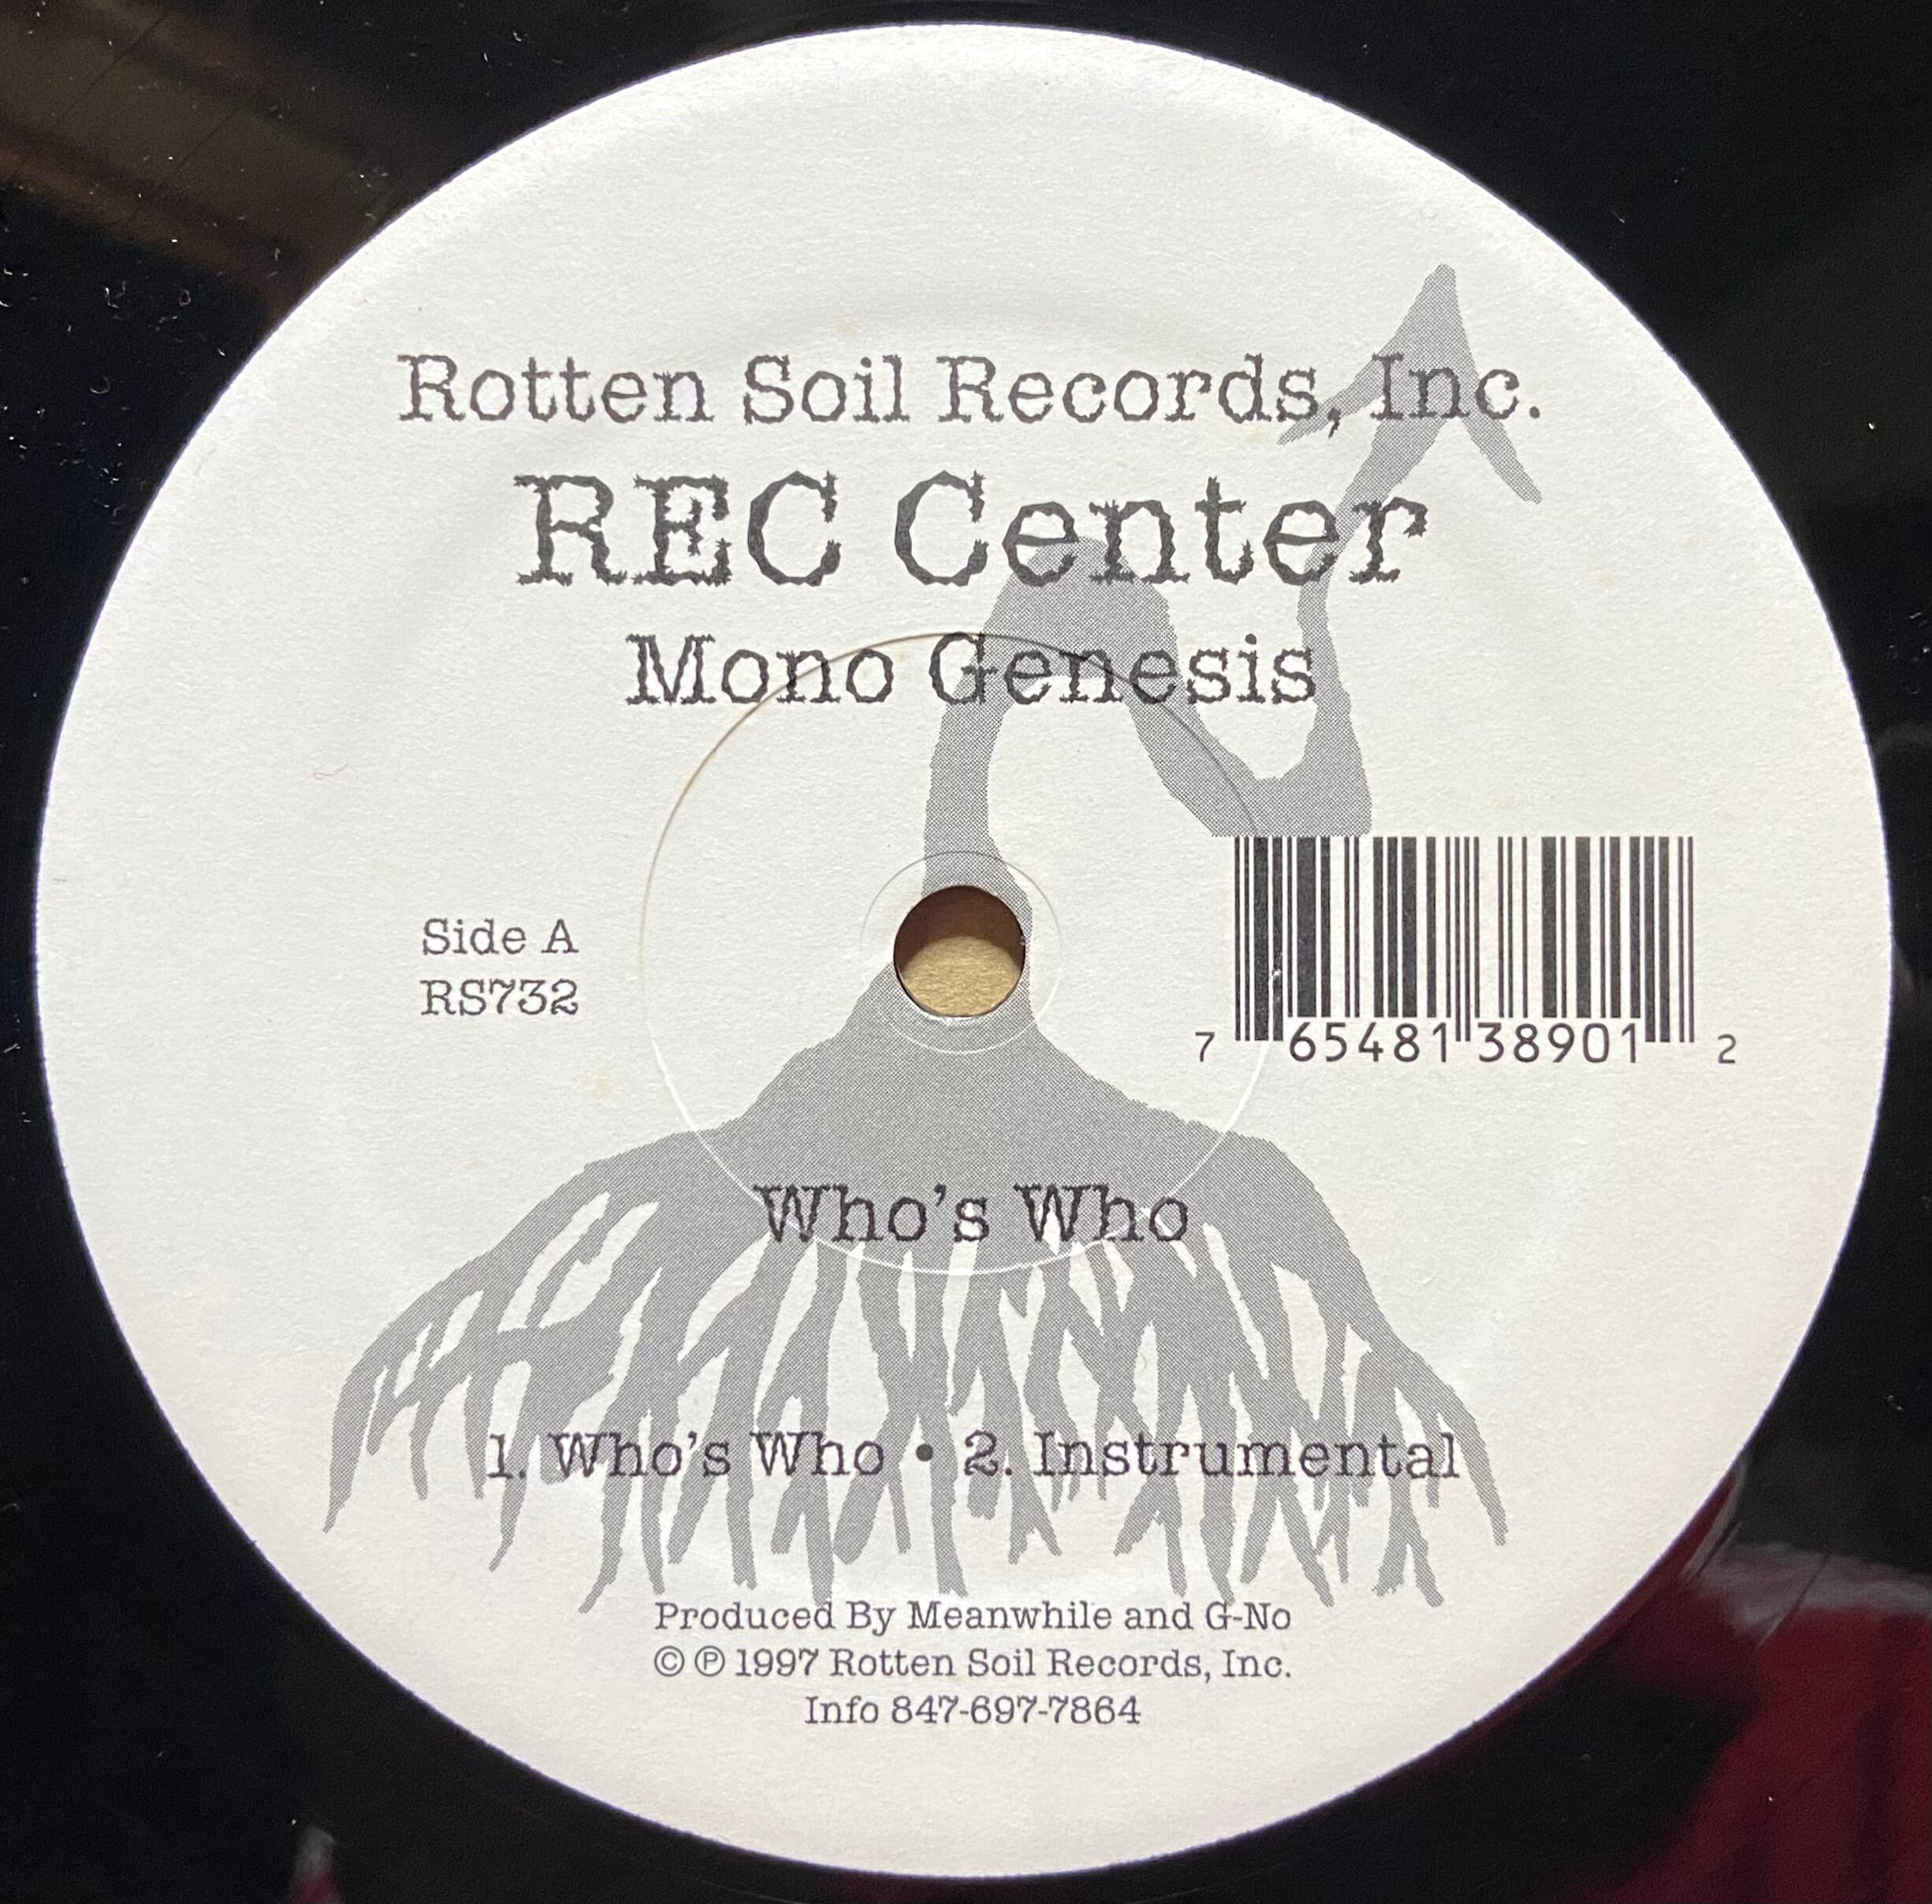 Rotten Soil Records, Inc.
REC Center
Mono Genesis
Side A
RS732
7 65481 38901 2
Who's Who
1. Who's Who • 2. Instrumental
Produced By Meanwhile and G-No
© ℗ 1997 Rotten Soil Records, Inc.
Info 847-697-7864